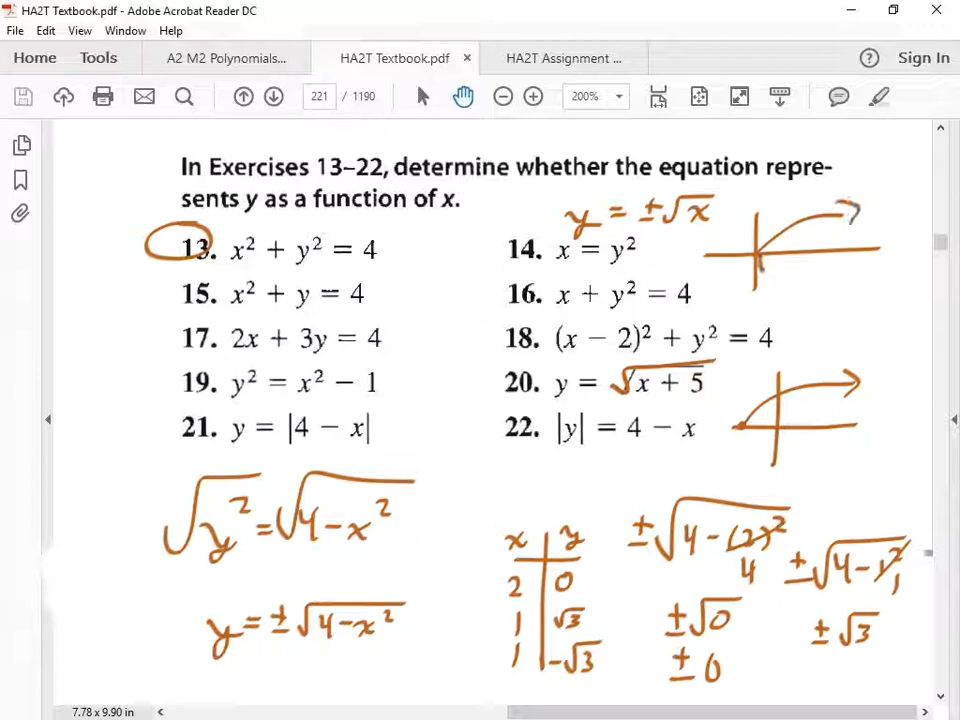 HA2T Textbook.pdf - Adobe Acrobat Reader DC
File Edit View Window Help
Home Tools A2 M2 Polynomials... HA2T Textbook.pdf × HA2T Assignment ... ? Sign In
221 / 1190 200%
In Exercises 13–22, determine whether the equation repre-
sents y as a function of x.
y = ±√x
13. x² + y² = 4
14. x = y²
15. x² + y = 4
16. x + y² = 4
17. 2x + 3y = 4
18. (x − 2)² + y² = 4
19. y² = x² − 1
20. y = √x + 5
21. y = |4 − x|
22. |y| = 4 − x
√y² = √4 − x²
y = ±√4 − x²
x y
2 0
1 √3
1 -√3
±√4 − (2)²
4
±√0
± 0
±√4 − 1²
1
±√3
7.78 x 9.90 in